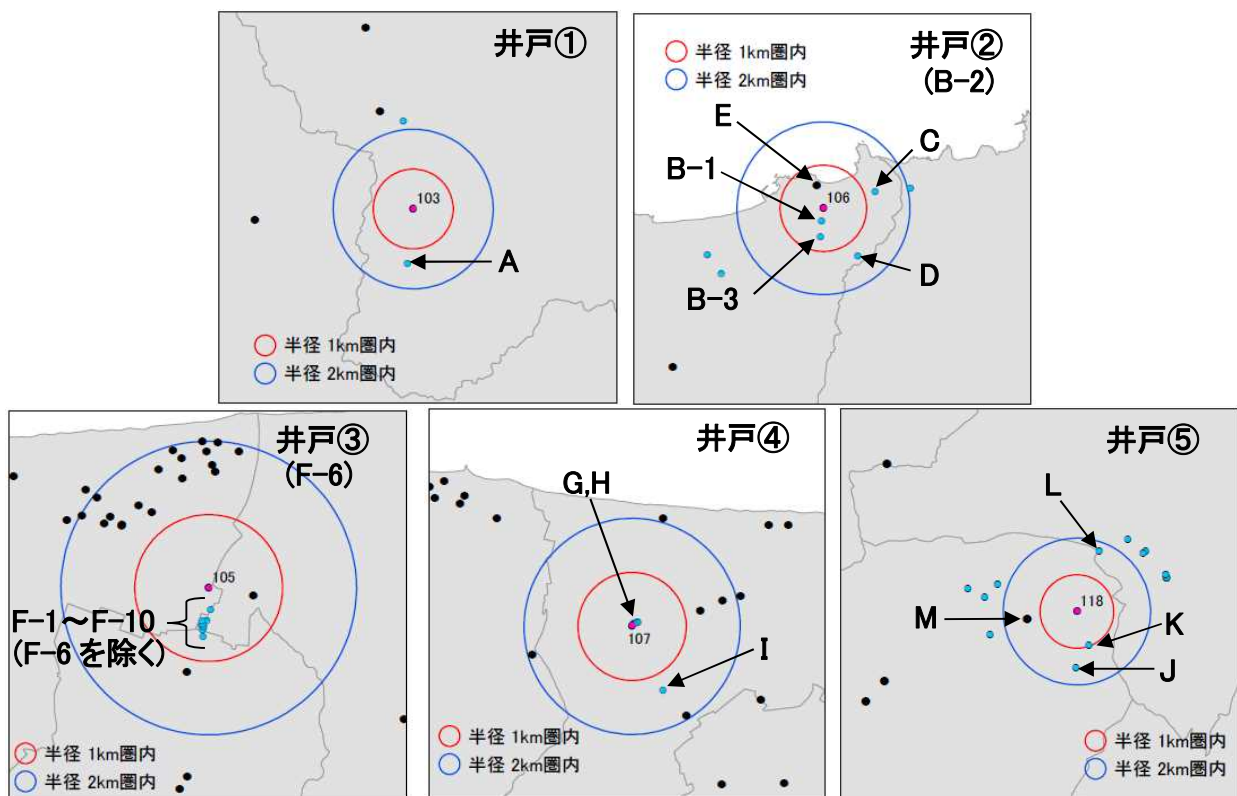 井戸①
103
A
半径 1km圏内
半径 2km圏内
半径 1km圏内
半径 2km圏内
井戸②
(B-2)
E
C
B-1
106
B-3
D
井戸③
(F-6)
105
F-1～F-10
(F-6 を除く)
半径 1km圏内
半径 2km圏内
井戸④
G,H
107
I
半径 1km圏内
半径 2km圏内
井戸⑤
L
118
M
K
J
半径 1km圏内
半径 2km圏内